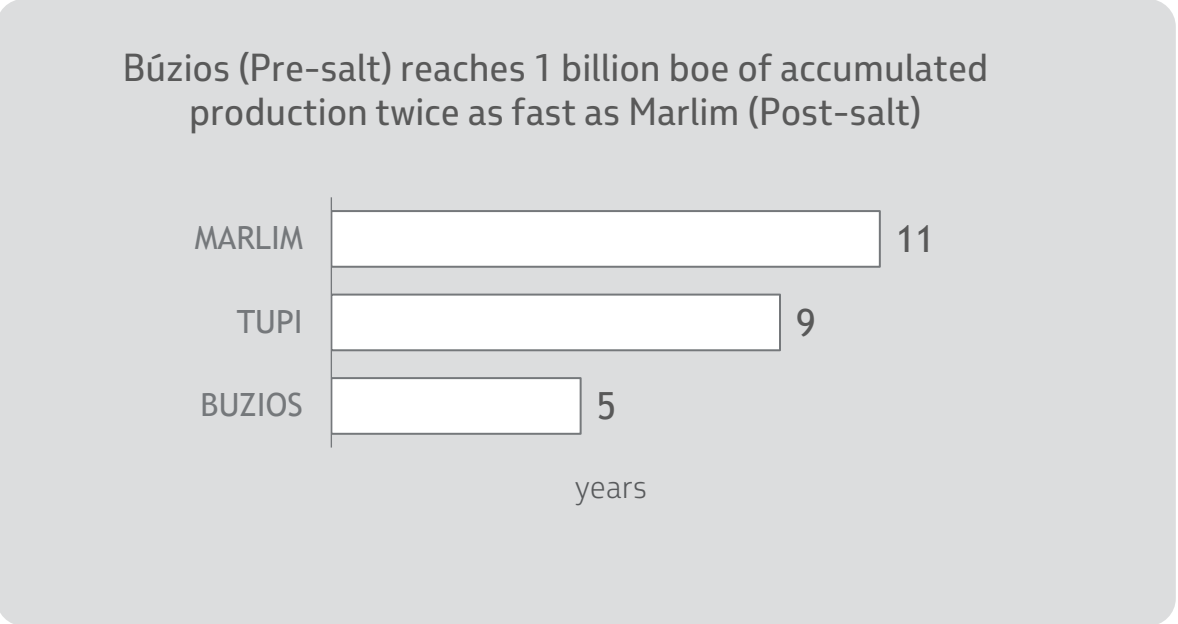 Búzios (Pre-salt) reaches 1 billion boe of accumulated
production twice as fast as Marlim (Post-salt)
MARLIM 11
TUPI 9
BUZIOS 5
years